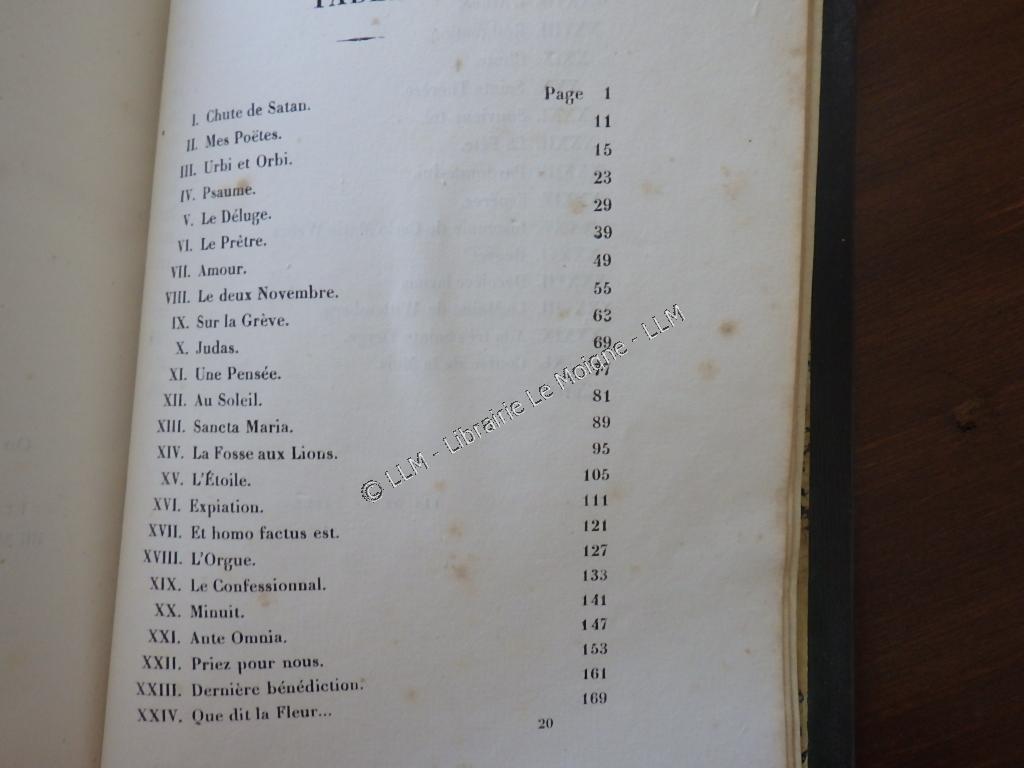 TABLE
I. Chute de Satan. Page 1
II. Mes Poëtes. 11
III. Urbi et Orbi. 15
IV. Psaume. 23
V. Le Déluge. 29
VI. Le Prêtre. 39
VII. Amour. 49
VIII. Le deux Novembre. 55
IX. Sur la Grève. 63
X. Judas. 69
XI. Une Pensée. 77
XII. Au Soleil. 81
XIII. Sancta Maria. 89
XIV. La Fosse aux Lions. 95
XV. L'Étoile. 105
XVI. Expiation. 111
XVII. Et homo factus est. 121
XVIII. L'Orgue. 127
XIX. Le Confessionnal. 133
XX. Minuit. 141
XXI. Ante Omnia. 147
XXII. Priez pour nous. 153
XXIII. Dernière bénédiction. 161
XXIV. Que dit la Fleur... 169
20
© LLM - Librairie Le Moigne - LLM